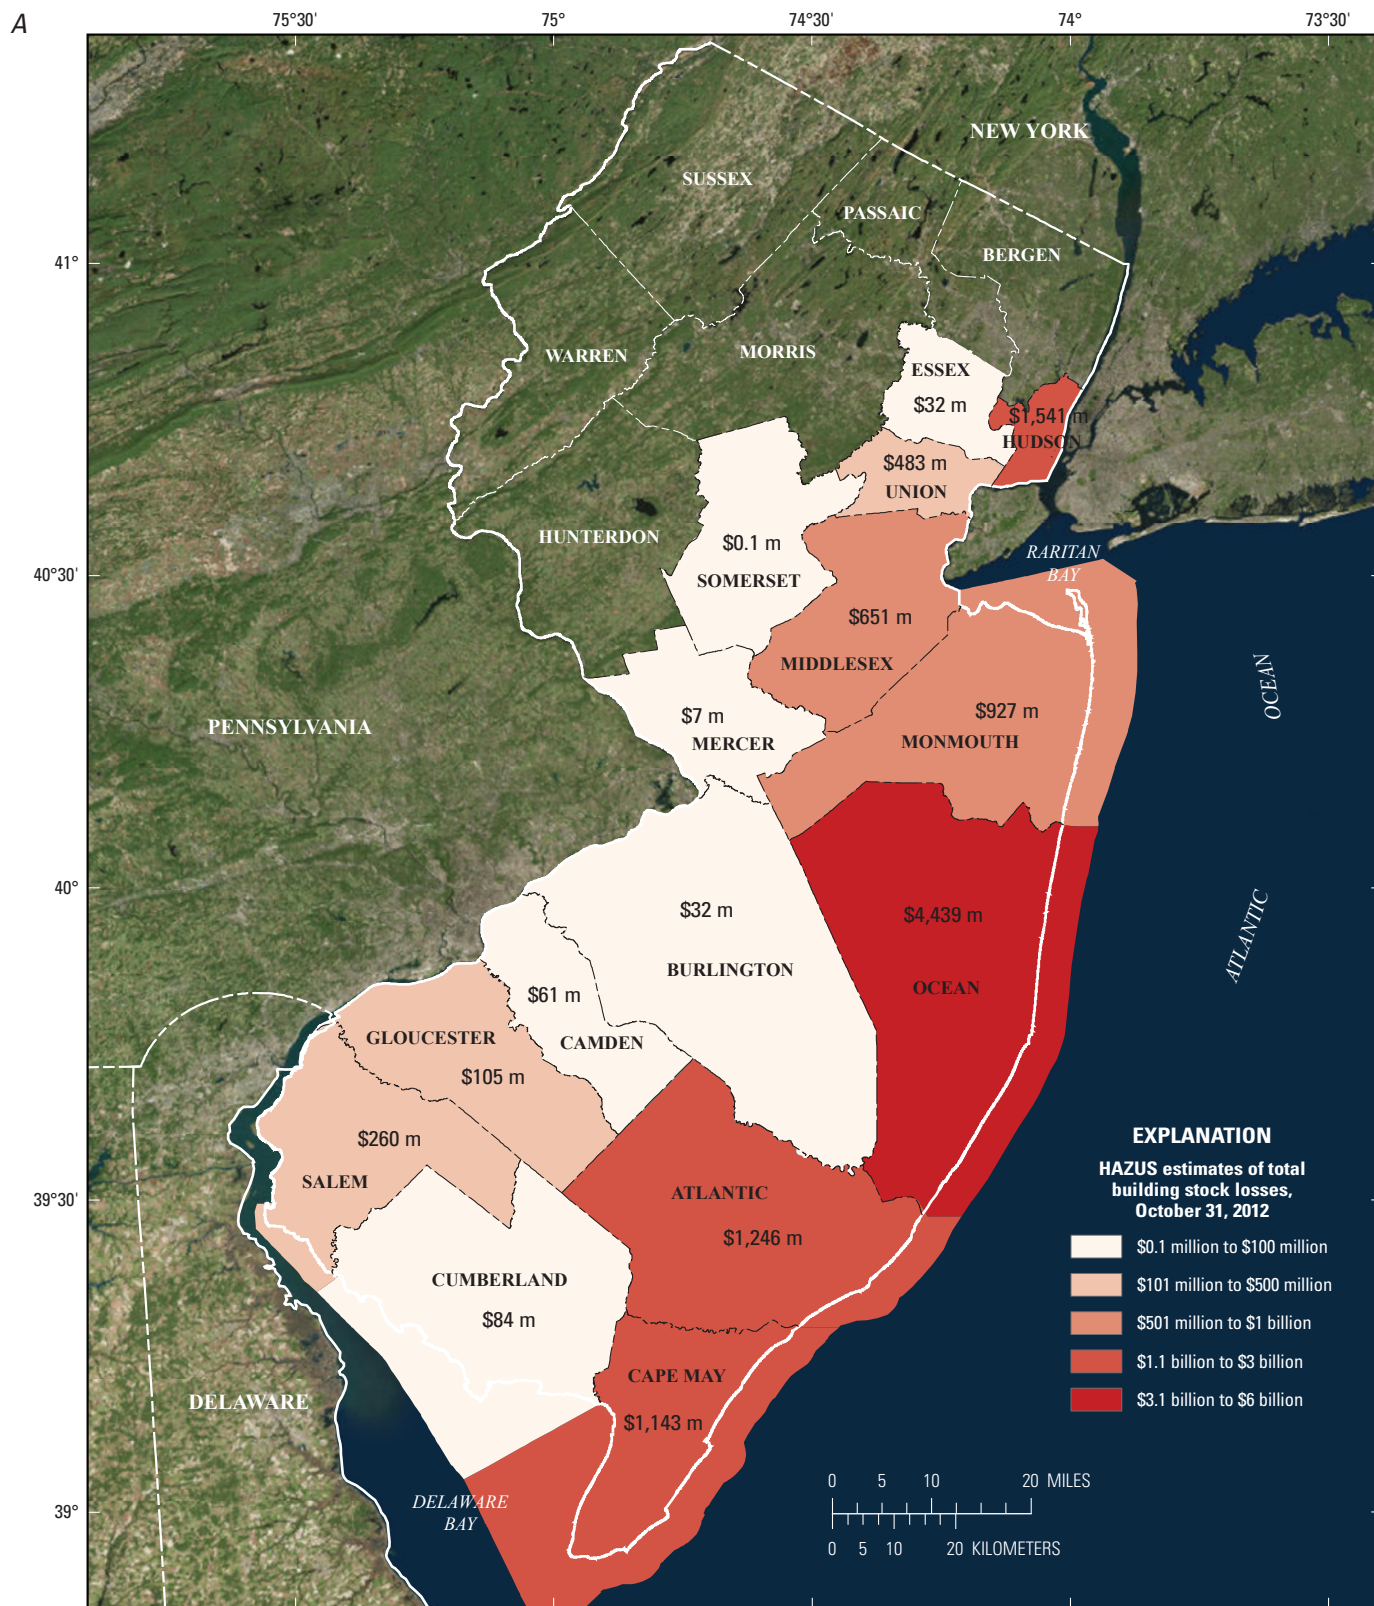 A
75°30'
75°
74°30'
74°
73°30'
NEW YORK
SUSSEX
PASSAIC
BERGEN
41°
WARREN
MORRIS
ESSEX
$32 m
$1,541 m
HUDSON
$483 m
UNION
HUNTERDON
$0.1 m
SOMERSET
RARITAN
BAY
40°30'
$651 m
MIDDLESEX
OCEAN
PENNSYLVANIA
$7 m
MERCER
$927 m
MONMOUTH
40°
$32 m
BURLINGTON
$4,439 m
OCEAN
ATLANTIC
$61 m
CAMDEN
GLOUCESTER
$105 m
$260 m
SALEM
39°30'
ATLANTIC
$1,246 m
CUMBERLAND
$84 m
CAPE MAY
$1,143 m
DELAWARE
DELAWARE
BAY
39°
EXPLANATION
HAZUS estimates of total
building stock losses,
October 31, 2012
$0.1 million to $100 million
$101 million to $500 million
$501 million to $1 billion
$1.1 billion to $3 billion
$3.1 billion to $6 billion
0 5 10 20 MILES
0 5 10 20 KILOMETERS